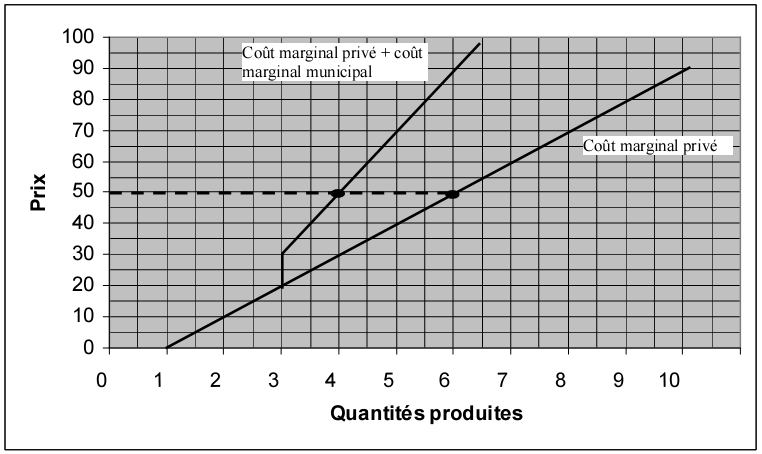 100
90
80
70
60
50
40
30
20
10
0
Prix
Coût marginal privé + coût
marginal municipal
Coût marginal privé
0 1 2 3 4 5 6 7 8 9 10
Quantités produites